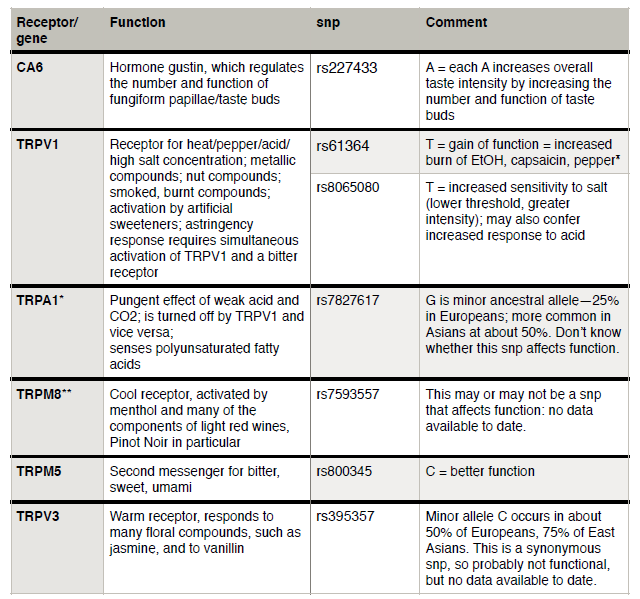 Receptor/
gene
Function
snp
Comment
CA6
Hormone gustin, which regulates
the number and function of
fungiform papillae/taste buds
rs227433
A = each A increases overall
taste intensity by increasing the
number and function of taste
buds
TRPV1
Receptor for heat/pepper/acid/
high salt concentration; metallic
compounds; nut compounds;
smoked, burnt compounds;
activation by artificial
sweeteners; astringency
response requires simultaneous
activation of TRPV1 and a bitter
receptor
rs61364
T = gain of function = increased
burn of EtOH, capsaicin, pepper*
rs8065080
T = increased sensitivity to salt
(lower threshold, greater
intensity); may also confer
increased response to acid
TRPA1*
Pungent effect of weak acid and
CO2; is turned off by TRPV1 and
vice versa;
senses polyunsaturated fatty
acids
rs7827617
G is minor ancestral allele—25%
in Europeans; more common in
Asians at about 50%. Don't know
whether this snp affects function.
TRPM8**
Cool receptor, activated by
menthol and many of the
components of light red wines,
Pinot Noir in particular
rs7593557
This may or may not be a snp
that affects function: no data
available to date.
TRPM5
Second messenger for bitter,
sweet, umami
rs800345
C = better function
TRPV3
Warm receptor, responds to
many floral compounds, such as
jasmine, and to vanillin
rs395357
Minor allele C occurs in about
50% of Europeans, 75% of East
Asians. This is a synonymous
snp, so probably not functional,
but no data available to date.